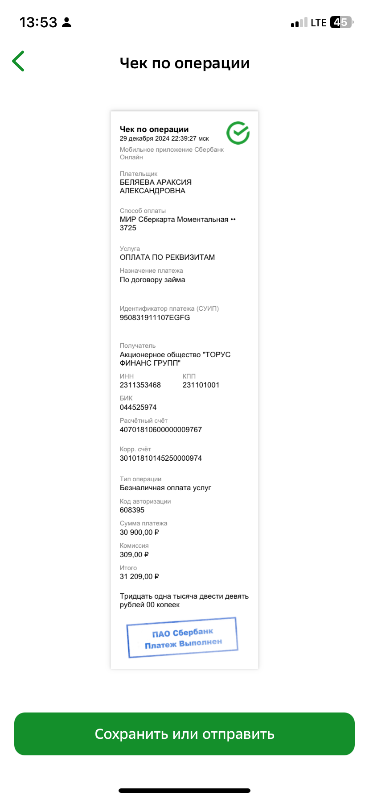 13:53
LTE 45
Чек по операции
Чек по операции
29 декабря 2024 22:39:27 мск
Мобильное приложение Сбербанк
Онлайн
Плательщик
БЕЛЯЕВА АРАКСИЯ
АЛЕКСАНДРОВНА
Способ оплаты
МИР Сберкарта Моментальная ••
3725
Услуга
ОПЛАТА ПО РЕКВИЗИТАМ
Назначение платежа
По договору займа
Идентификатор платежа (СУИП)
950831911107EGFG
Получатель
Акционерное общество "ТОРУС
ФИНАНС ГРУПП"
ИНН КПП
2311353468 231101001
БИК
044525974
Расчётный счёт
40701810600000009767
Корр. счёт
30101810145250000974
Тип операции
Безналичная оплата услуг
Код авторизации
608395
Сумма платежа
30 900,00 ₽
Комиссия
309,00 ₽
Итого
31 209,00 ₽
Тридцать одна тысяча двести девять
рублей 00 копеек
ПАО Сбербанк
Платеж Выполнен
Сохранить или отправить